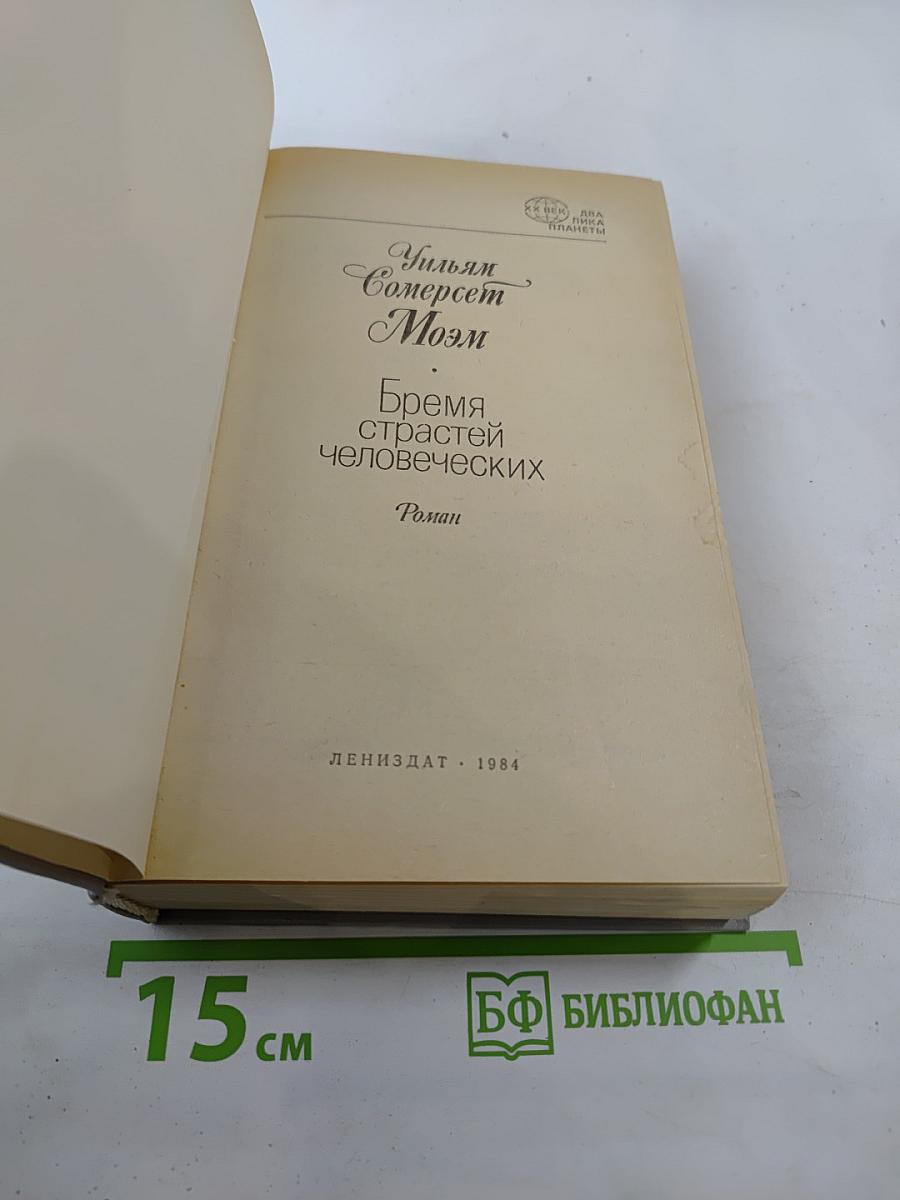 XX ВЕК
ДВА
ЛИКА
ПЛАНЕТЫ
Уильям
Сомерсет
Моэм
Бремя
страстей
человеческих
Роман
ЛЕНИЗДАТ · 1984
15 см
БФ БИБЛИОФАН